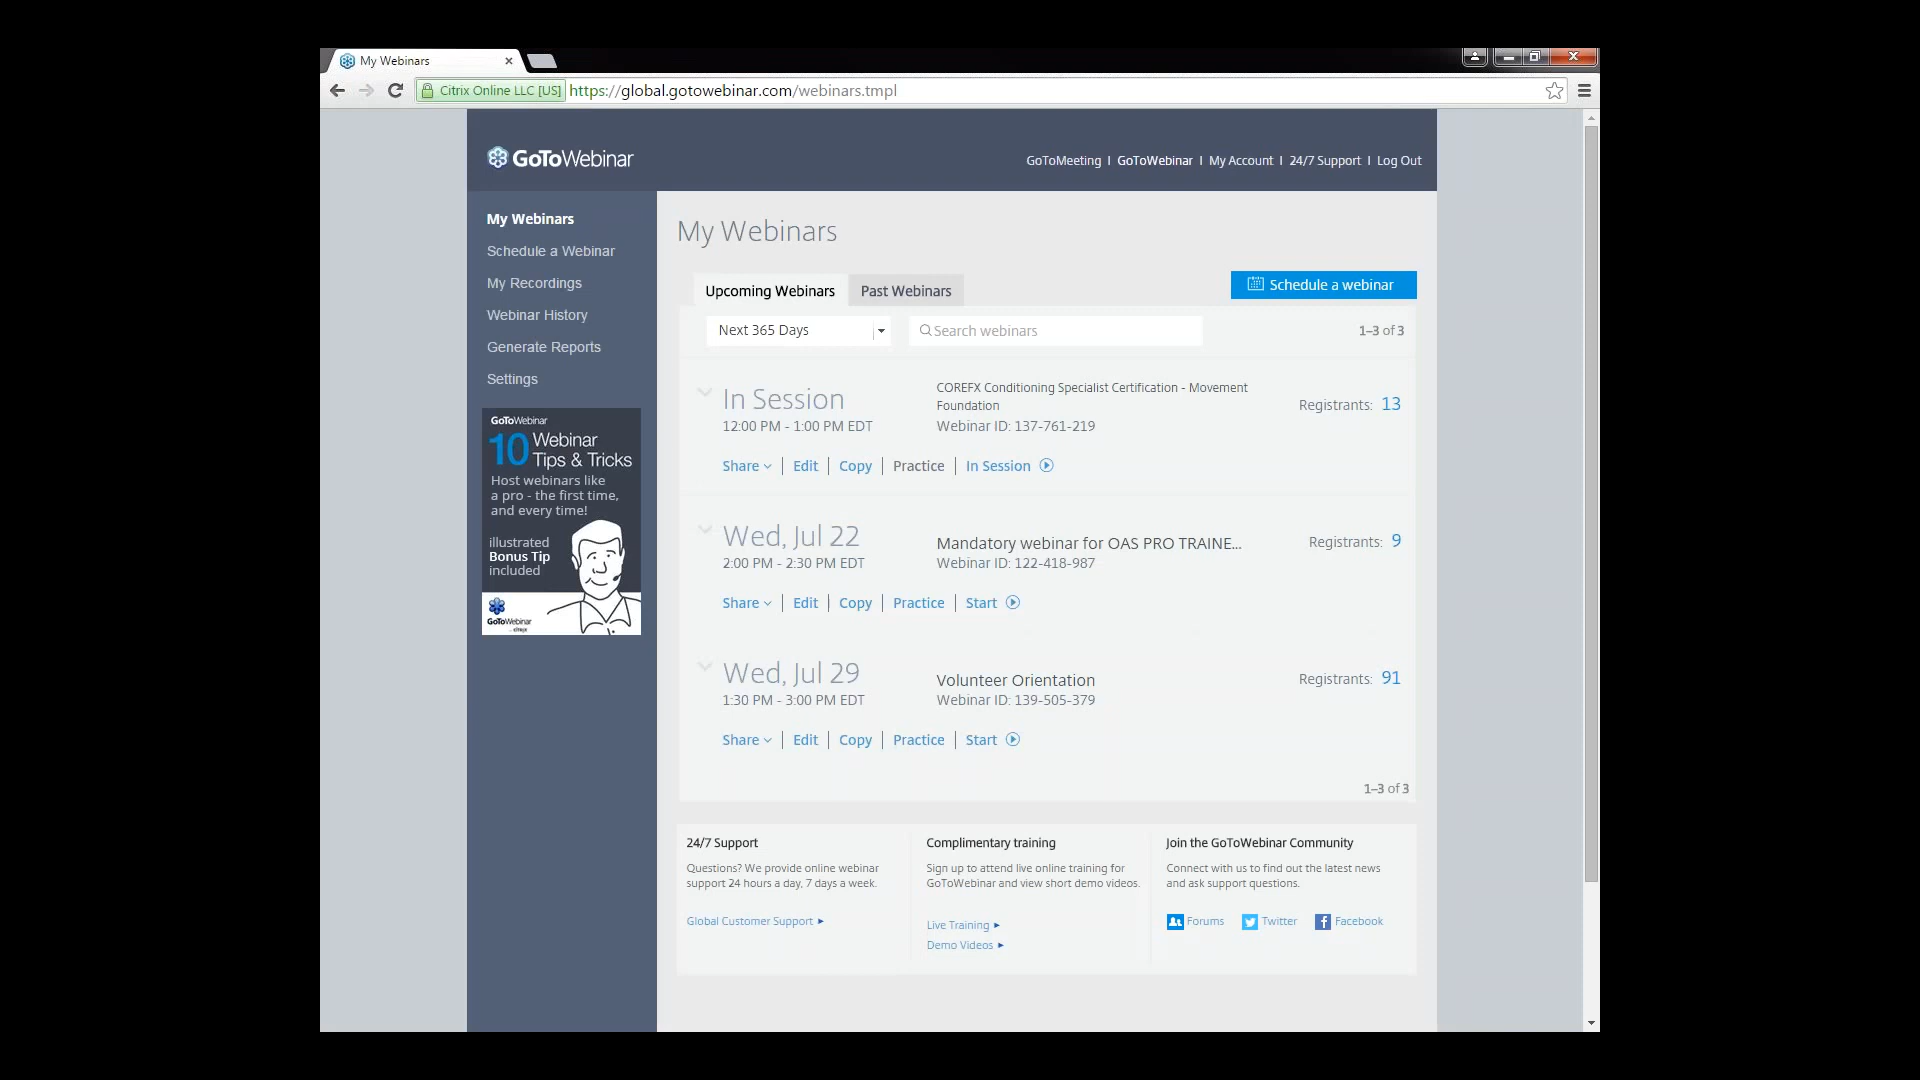 My Webinars
Citrix Online LLC [US] https://global.gotowebinar.com/webinars.tmpl
GoToWebinar
GoToMeeting | GoToWebinar | My Account | 24/7 Support | Log Out
My Webinars
Schedule a Webinar
My Recordings
Webinar History
Generate Reports
Settings
GoToWebinar
10 Webinar
Tips & Tricks
Host webinars like
a pro - the first time,
and every time!
illustrated
Bonus Tip
included
GoToWebinar
My Webinars
Upcoming Webinars
Past Webinars
Schedule a webinar
Next 365 Days
Search webinars
1–3 of 3
In Session
12:00 PM - 1:00 PM EDT
COREFX Conditioning Specialist Certification - Movement
Foundation
Webinar ID: 137-761-219
Registrants: 13
Share | Edit | Copy | Practice | In Session
Wed, Jul 22
2:00 PM - 2:30 PM EDT
Mandatory webinar for OAS PRO TRAINE...
Webinar ID: 122-418-987
Registrants: 9
Share | Edit | Copy | Practice | Start
Wed, Jul 29
1:30 PM - 3:00 PM EDT
Volunteer Orientation
Webinar ID: 139-505-379
Registrants: 91
Share | Edit | Copy | Practice | Start
1–3 of 3
24/7 Support
Questions? We provide online webinar
support 24 hours a day, 7 days a week.
Global Customer Support
Complimentary training
Sign up to attend live online training for
GoToWebinar and view short demo videos.
Live Training
Demo Videos
Join the GoToWebinar Community
Connect with us to find out the latest news
and ask support questions.
Forums Twitter Facebook